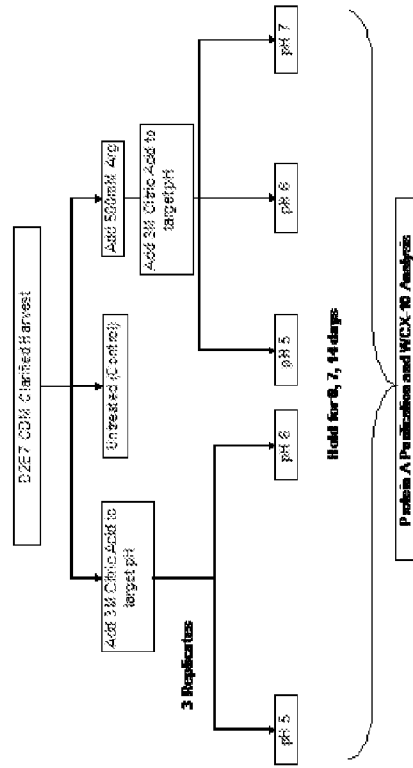 D2E7 CDM Clarified Harvest
Add 3M Citric Acid to
target pH
Untreated (Control)
Add 500mM Arg
Add 3M Citric Acid to
target pH
3 Replicates
pH 5
pH 6
pH 5
pH 6
pH 7
Hold for 0, 7, 14 days
Protein A Purification and WCX-10 Analysis